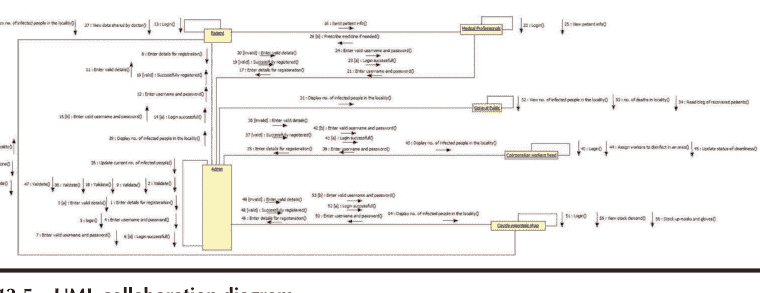 ew no. of infected people in the locality()
27 : New data shared by doctor()
13 : Login()
Patient
16 : Send patient info()
26 [a] : Prescribe medicine if needed()
Medical Professionals
22 : Login()
25 : View patient info()
8 : Enter details for registration()
11 : Enter valid details()
10 [valid] : Successfully registered()
12 : Enter username and password()
15 [b] : Enter valid username and password()
14 [a] : Login successful()
29 : Display no. of infected people in the locality()
20 [invalid] : Enter valid details()
19 [valid] : Successfully registered()
17 : Enter details for registeration()
24 : Enter valid username and password()
23 [a] : Login successful()
21 : Enter username and password()
31 : Display no. of infected people in the locality()
General Public
32 : View no. of infected people in the locality()
33 : no. of deaths in locality()
34 : Read blog of recovered patients()
38 [invalid] : Enter valid details()
37 [valid] : Successfully registered()
35 : Enter details for registeration()
42 [b] : Enter valid username and password()
41 [a] : Login successful()
39 : Enter username and password()
43 : Display no. of infected people in the locality()
Corporation workers head
40 : Login()
44 : Assign workers to disinfect in an area()
45 : Update status of cleanliness()
28 : Update current no. of infected people()
Admin
47 : Validate()
36 : Validate()
18 : Validate()
9 : Validate()
2 : Validate()
3 [a] : Enter valid details()
1 : Enter details for registration()
5 : login()
4 : Enter username and password()
7 : Enter valid username and password()
6 [a] : Login successful()
49 [invalid] : Enter valid details()
48 [valid] : Successfully registered()
46 : Enter details for registeration()
53 [b] : Enter valid username and password()
52 [a] : Login successful()
50 : Enter username and password()
54 : Display no. of infected people in the locality()
51 : Login()
55 : View stock demand()
56 : Stock up masks and gloves()
UML collaboration diagram